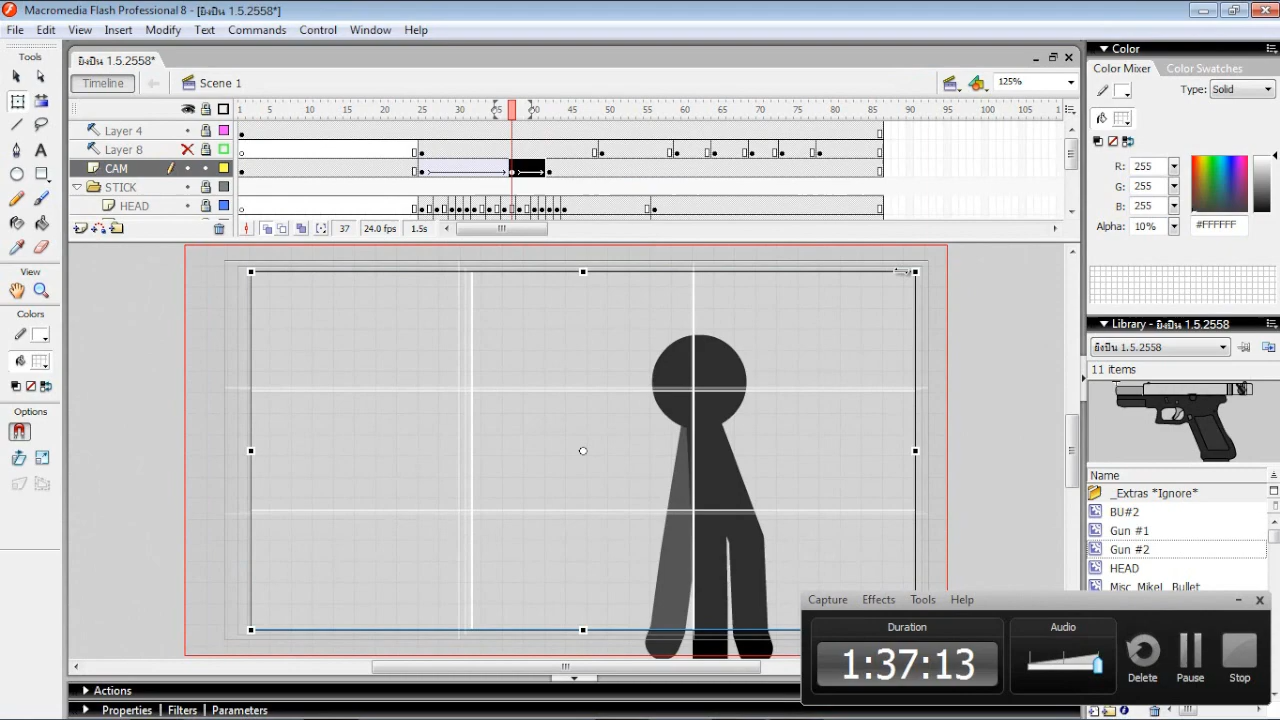 Macromedia Flash Professional 8 - [ยิงปืน 1.5.2558*]
File Edit View Insert Modify Text Commands Control Window Help
Tools
View
Colors
Options
ยิงปืน 1.5.2558*
Timeline
Scene 1
125%
1 5 10 15 20 25 30 35 40 45 50 55 60 65 70 75 80 85 90 95 100 105
Layer 4
Layer 8
CAM
STICK
HEAD
37 24.0 fps 1.5s
Color
Color Mixer Color Swatches
Type: Solid
R: 255
G: 255
B: 255 #FFFFFF
Alpha: 10%
Library - ยิงปืน 1.5.2558
ยิงปืน 1.5.2558
11 items
Name
_Extras *Ignore*
BU#2
Gun #1
Gun #2
HEAD
Misc. Mikel_Bullet
Capture Effects Tools Help
Duration
1:37:13
Audio
Delete Pause Stop
Actions
Properties Filters Parameters